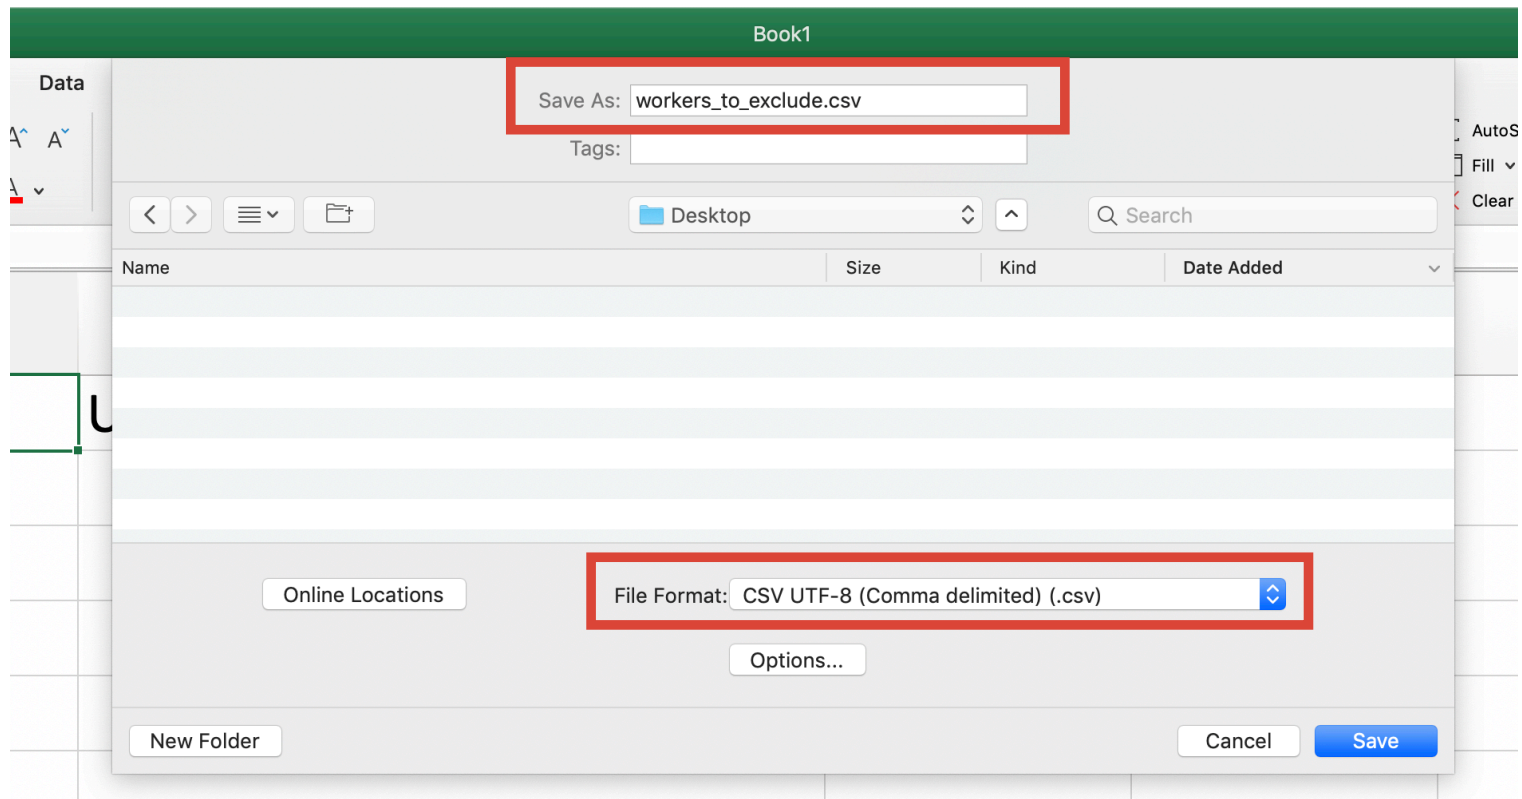 Book1
Data
Save As: workers_to_exclude.csv
Tags:
A A
AutoS
A
Fill
Clear
Desktop
Search
Name Size Kind Date Added
U
Online Locations
File Format: CSV UTF-8 (Comma delimited) (.csv)
Options...
New Folder Cancel Save